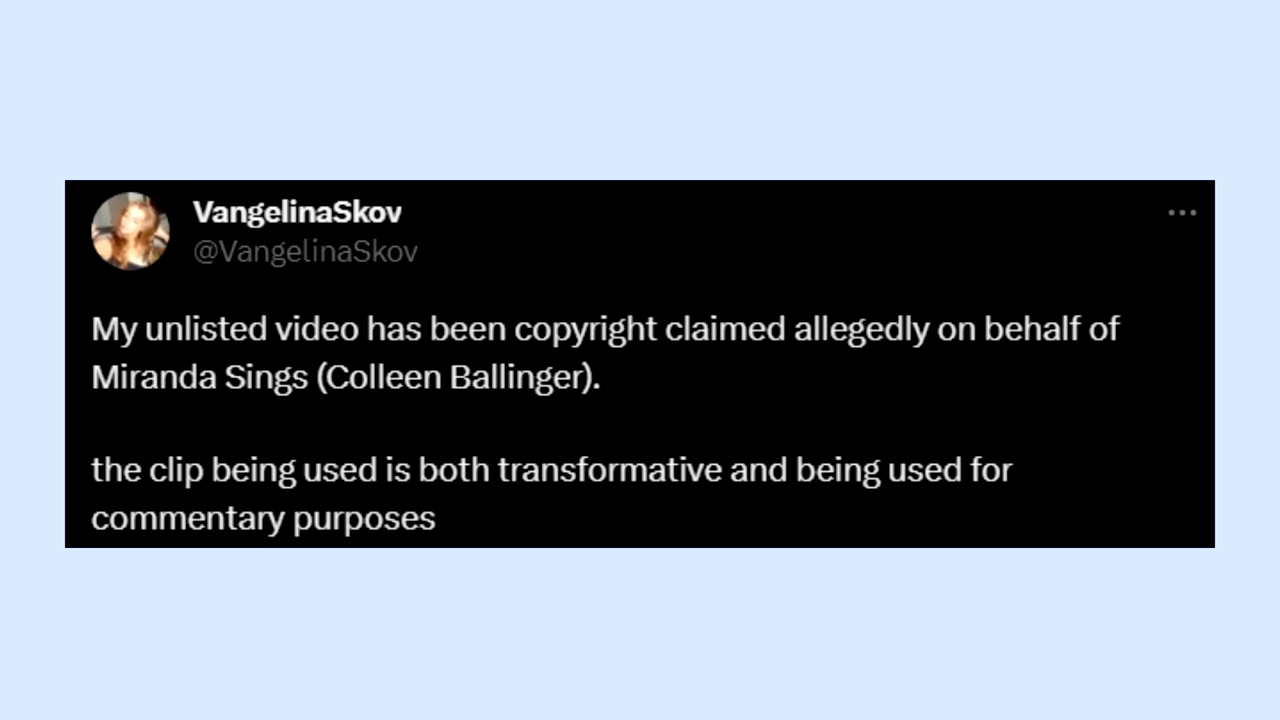 VangelinaSkov
@VangelinaSkov
My unlisted video has been copyright claimed allegedly on behalf of
Miranda Sings (Colleen Ballinger).
the clip being used is both transformative and being used for
commentary purposes